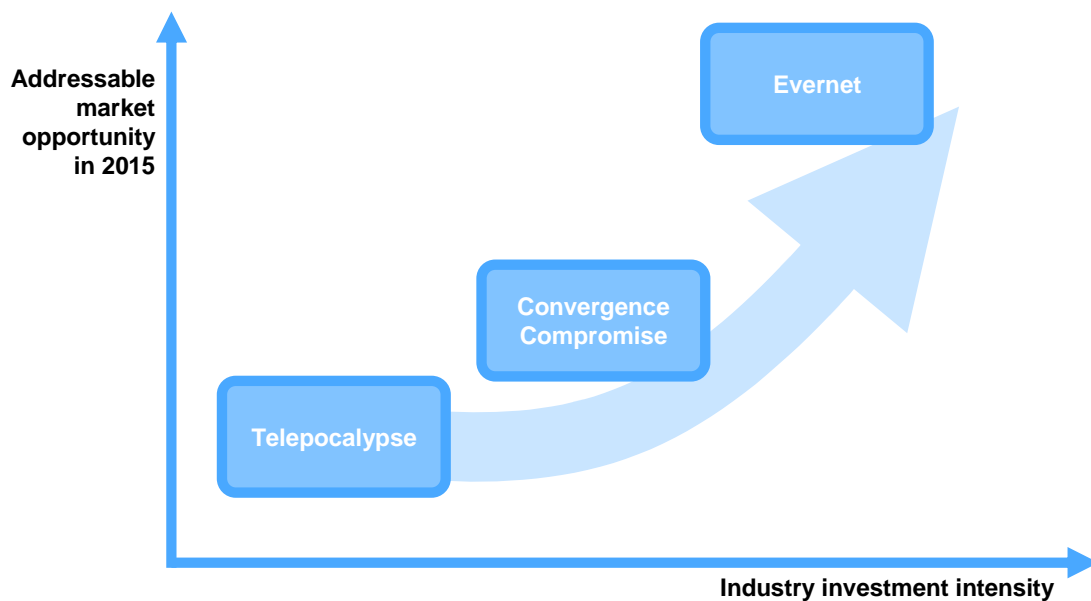 Addressable
market
opportunity
in 2015
Evernet
Convergence
Compromise
Telepocalypse
Industry investment intensity